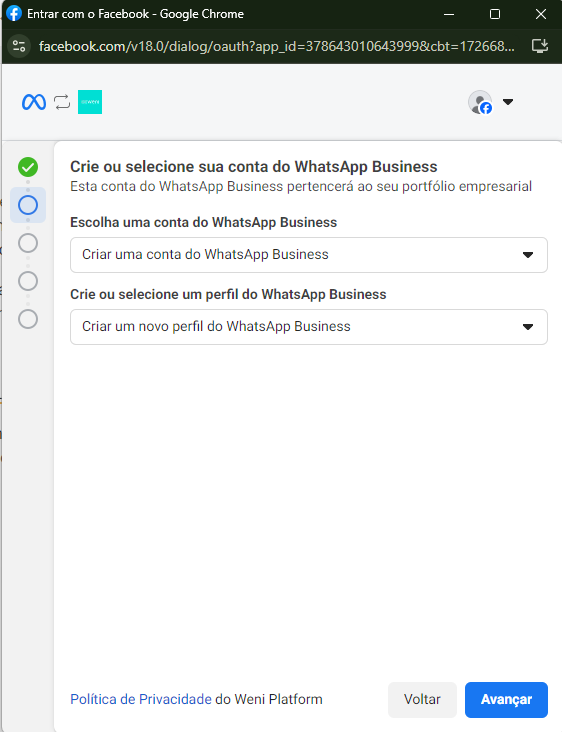 Entrar com o Facebook - Google Chrome
facebook.com/v18.0/dialog/oauth?app_id=378643010643999&cbt=172668...
Crie ou selecione sua conta do WhatsApp Business
Esta conta do WhatsApp Business pertencerá ao seu portfólio empresarial
Escolha uma conta do WhatsApp Business
Criar uma conta do WhatsApp Business
Crie ou selecione um perfil do WhatsApp Business
Criar um novo perfil do WhatsApp Business
Política de Privacidade do Weni Platform
Voltar
Avançar